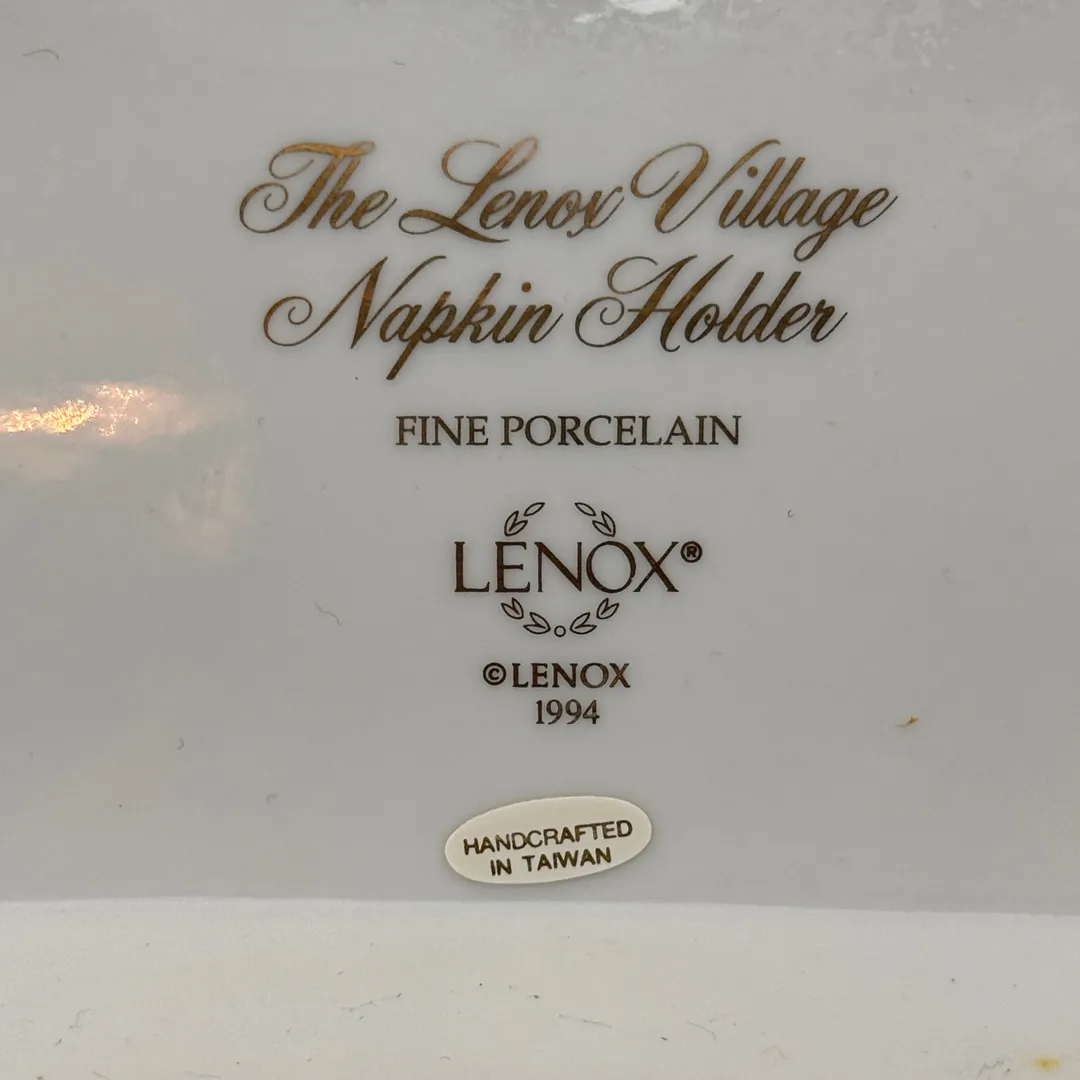 The Lenox Village
Napkin Holder
FINE PORCELAIN
LENOX®
©LENOX
1994
HANDCRAFTED
IN TAIWAN